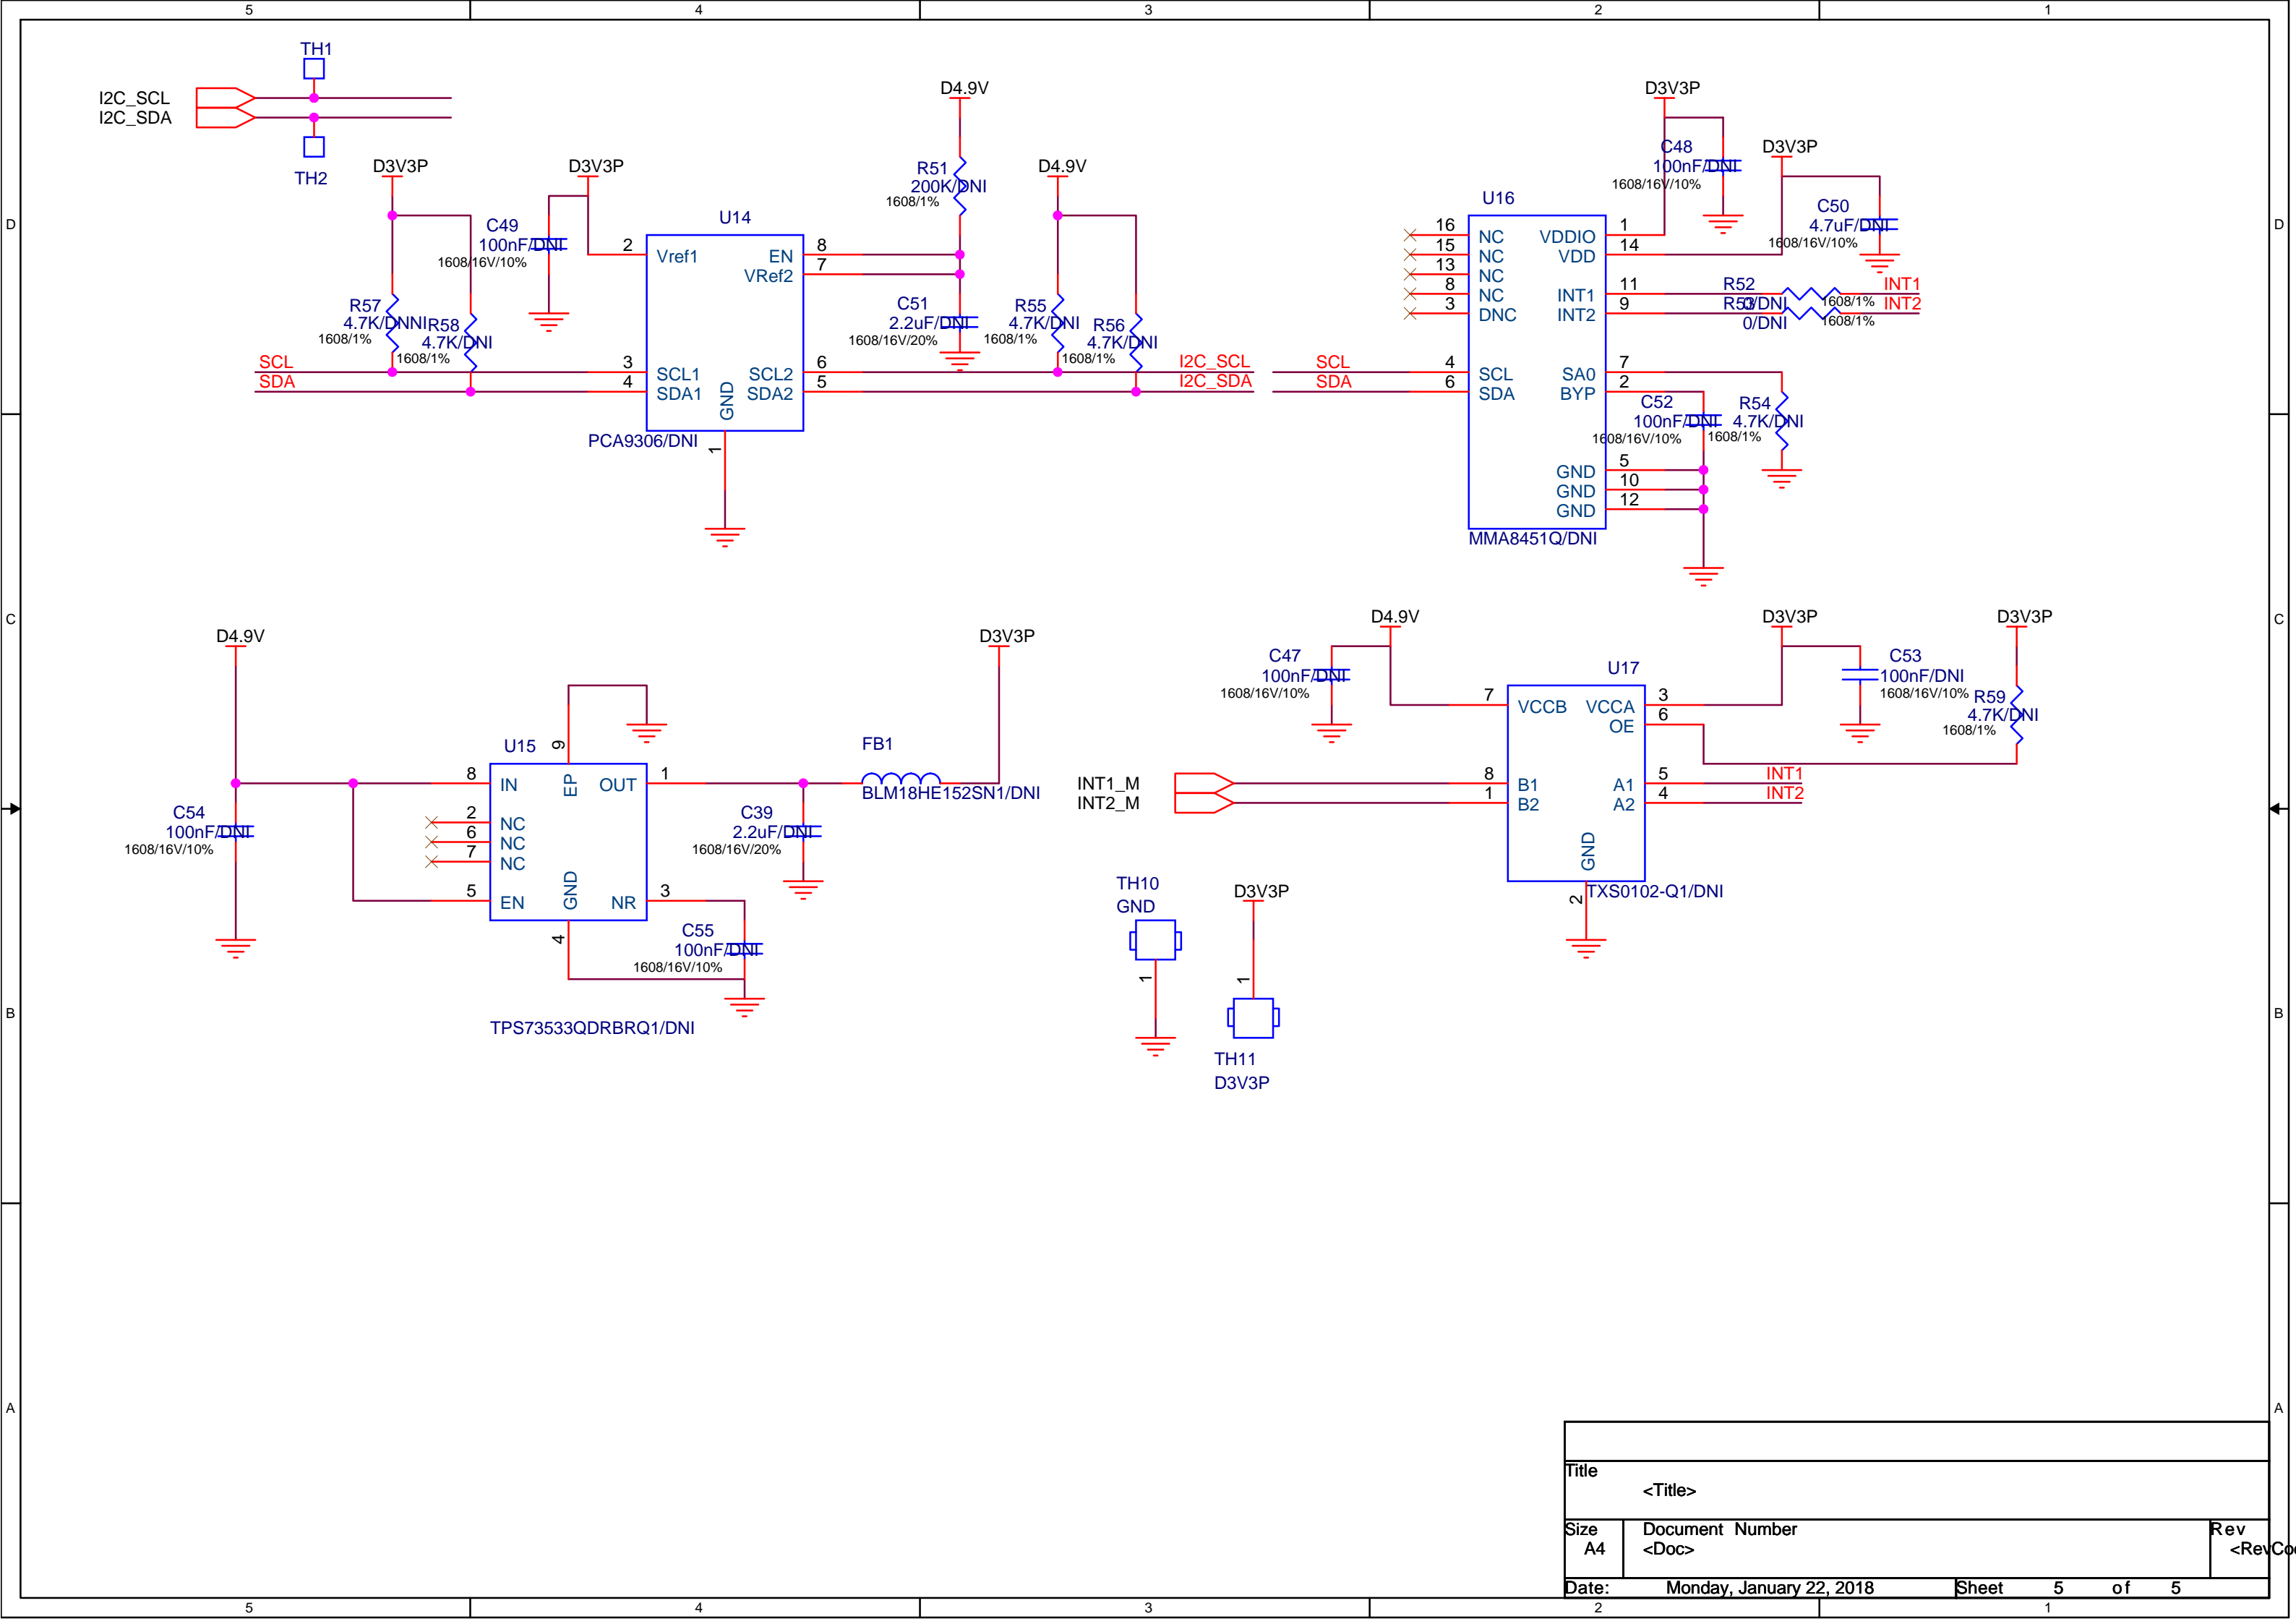 5 4 3 2 1
TH1
I2C_SCL
I2C_SDA
TH2
D3V3P
D3V3P
D4.9V
D4.9V
R51
200K/DNI
1608/1%
C49
100nF/DNI
1608/16V/10%
U14
2 Vref1
EN 8
VRef2 7
3 SCL1
4 SDA1
SCL2 6
SDA2 5
GND
1
PCA9306/DNI
R57
4.7K/DNNI
1608/1%
R58
4.7K/DNI
1608/1%
SCL
SDA
C51
2.2uF/DNI
1608/16V/20%
R55
4.7K/DNI
1608/1%
R56
4.7K/DNI
1608/1%
I2C_SCL
I2C_SDA
D3V3P
C48
100nF/DNI
1608/16V/10%
D3V3P
C50
4.7uF/DNI
1608/16V/10%
U16
16 NC
15 NC
13 NC
8 NC
3 DNC
4 SCL
6 SDA
SCL
SDA
VDDIO 1
VDD 14
INT1 11
INT2 9
SA0 7
BYP 2
GND 5
GND 10
GND 12
MMA8451Q/DNI
R52
0/DNI
1608/1%
INT1
R53
0/DNI
1608/1%
INT2
C52
100nF/DNI
1608/16V/10%
R54
4.7K/DNI
1608/1%
D4.9V
D3V3P
C54
100nF/DNI
1608/16V/10%
U15
8 IN
2 NC
6 NC
7 NC
5 EN
9
EP
OUT 1
GND
4
NR 3
TPS73533QDRBRQ1/DNI
FB1
BLM18HE152SN1/DNI
C39
2.2uF/DNI
1608/16V/20%
C55
100nF/DNI
1608/16V/10%
D4.9V
C47
100nF/DNI
1608/16V/10%
D3V3P
C53
100nF/DNI
1608/16V/10%
D3V3P
R59
4.7K/DNI
1608/1%
U17
7 VCCB
VCCA 3
OE 6
8 B1
1 B2
A1 5
A2 4
GND
2
TXS0102-Q1/DNI
INT1
INT2
INT1_M
INT2_M
TH10
GND
1
D3V3P
1
TH11
D3V3P
D D
C C
B B
A A
Title
<Title>
Size
A4
Document Number
<Doc>
Rev
<RevCo
Date: Monday, January 22, 2018
Sheet 5 of 5
5 4 3 2 1